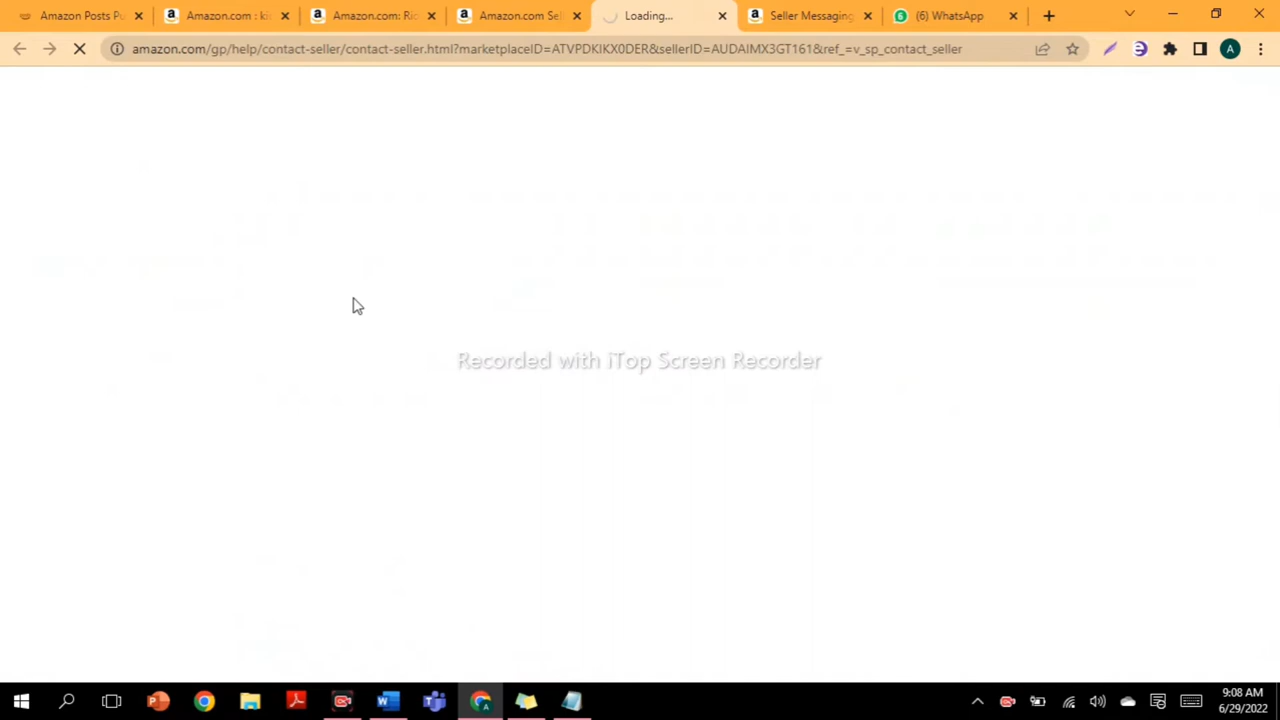 Amazon Posts Pu
Amazon.com : ki
Amazon.com: Ric
Amazon.com Sel
Loading...
Seller Messaging
(6) WhatsApp
amazon.com/gp/help/contact-seller/contact-seller.html?marketplaceID=ATVPDKIKX0DER&sellerID=AUDAIMX3GT161&ref_=v_sp_contact_seller
A
Recorded with iTop Screen Recorder
9:08 AM
6/29/2022